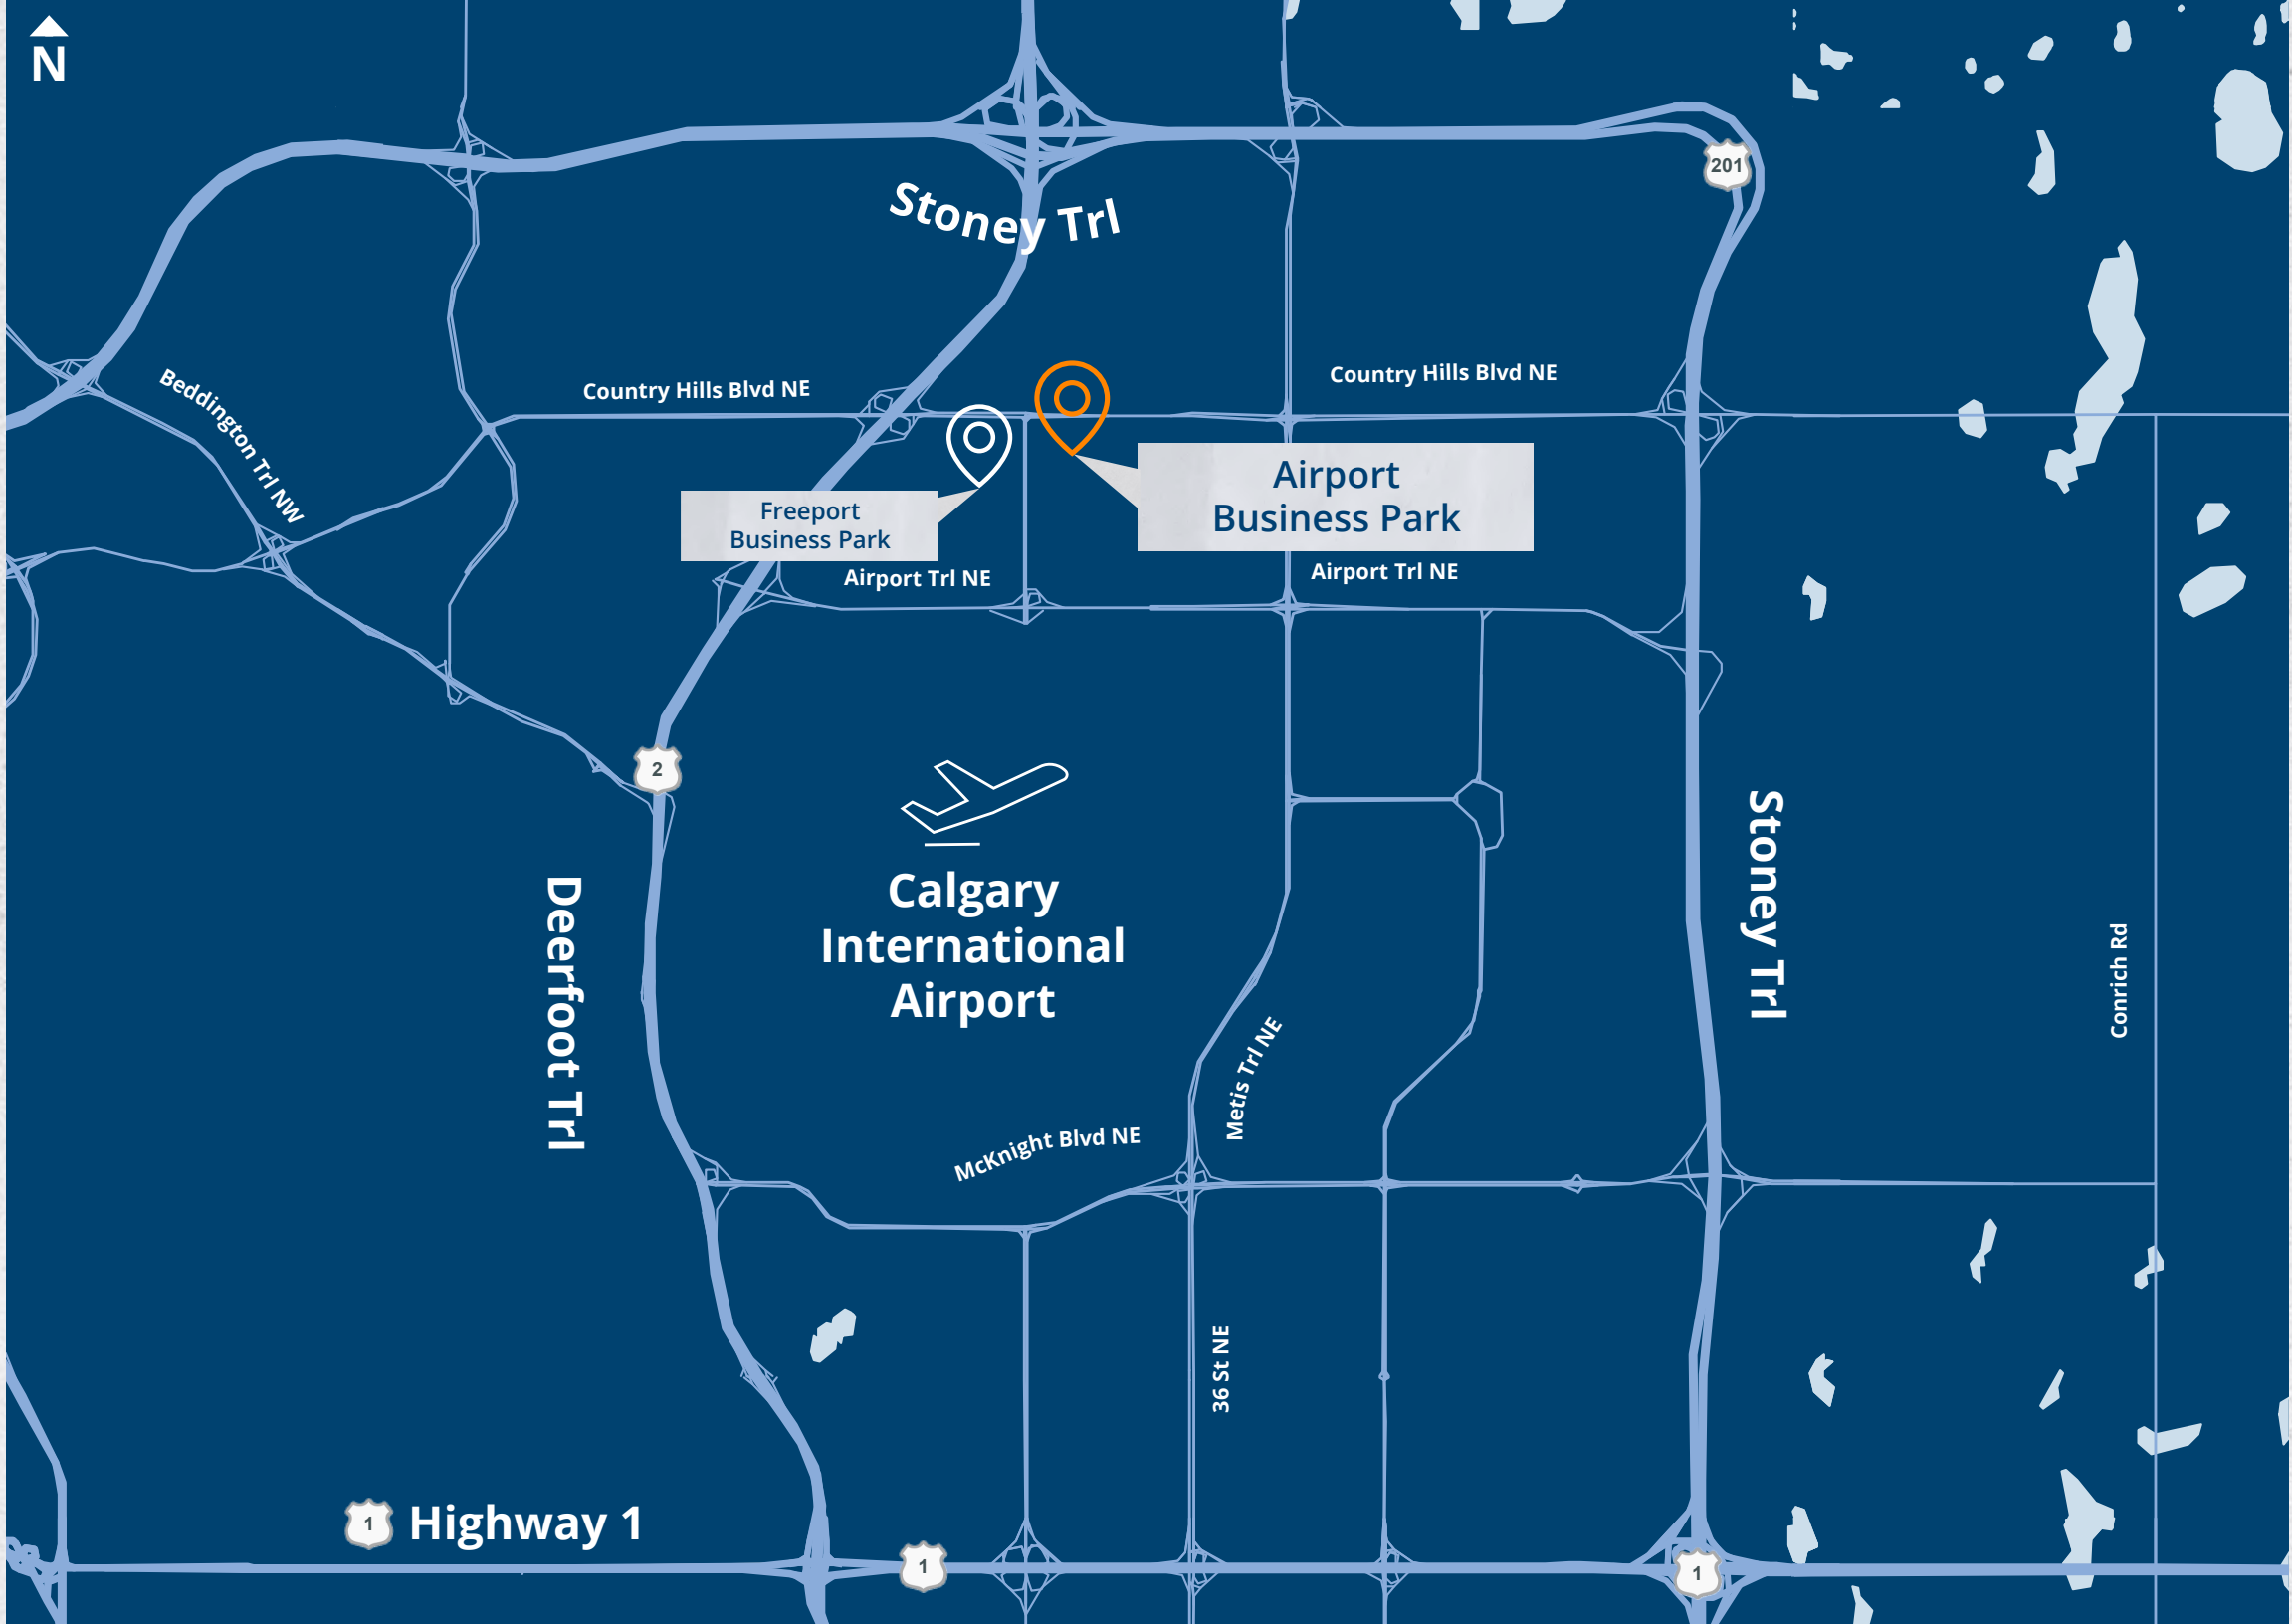 N
201
Stoney Trl
Beddington Trl NW
Country Hills Blvd NE
Country Hills Blvd NE
Airport
Business Park
Freeport
Business Park
Airport Trl NE
Airport Trl NE
2
Calgary
International
Airport
Deerfoot Trl
Stoney Trl
Conrich Rd
Metis Trl NE
McKnight Blvd NE
36 St NE
1
Highway 1
1
1